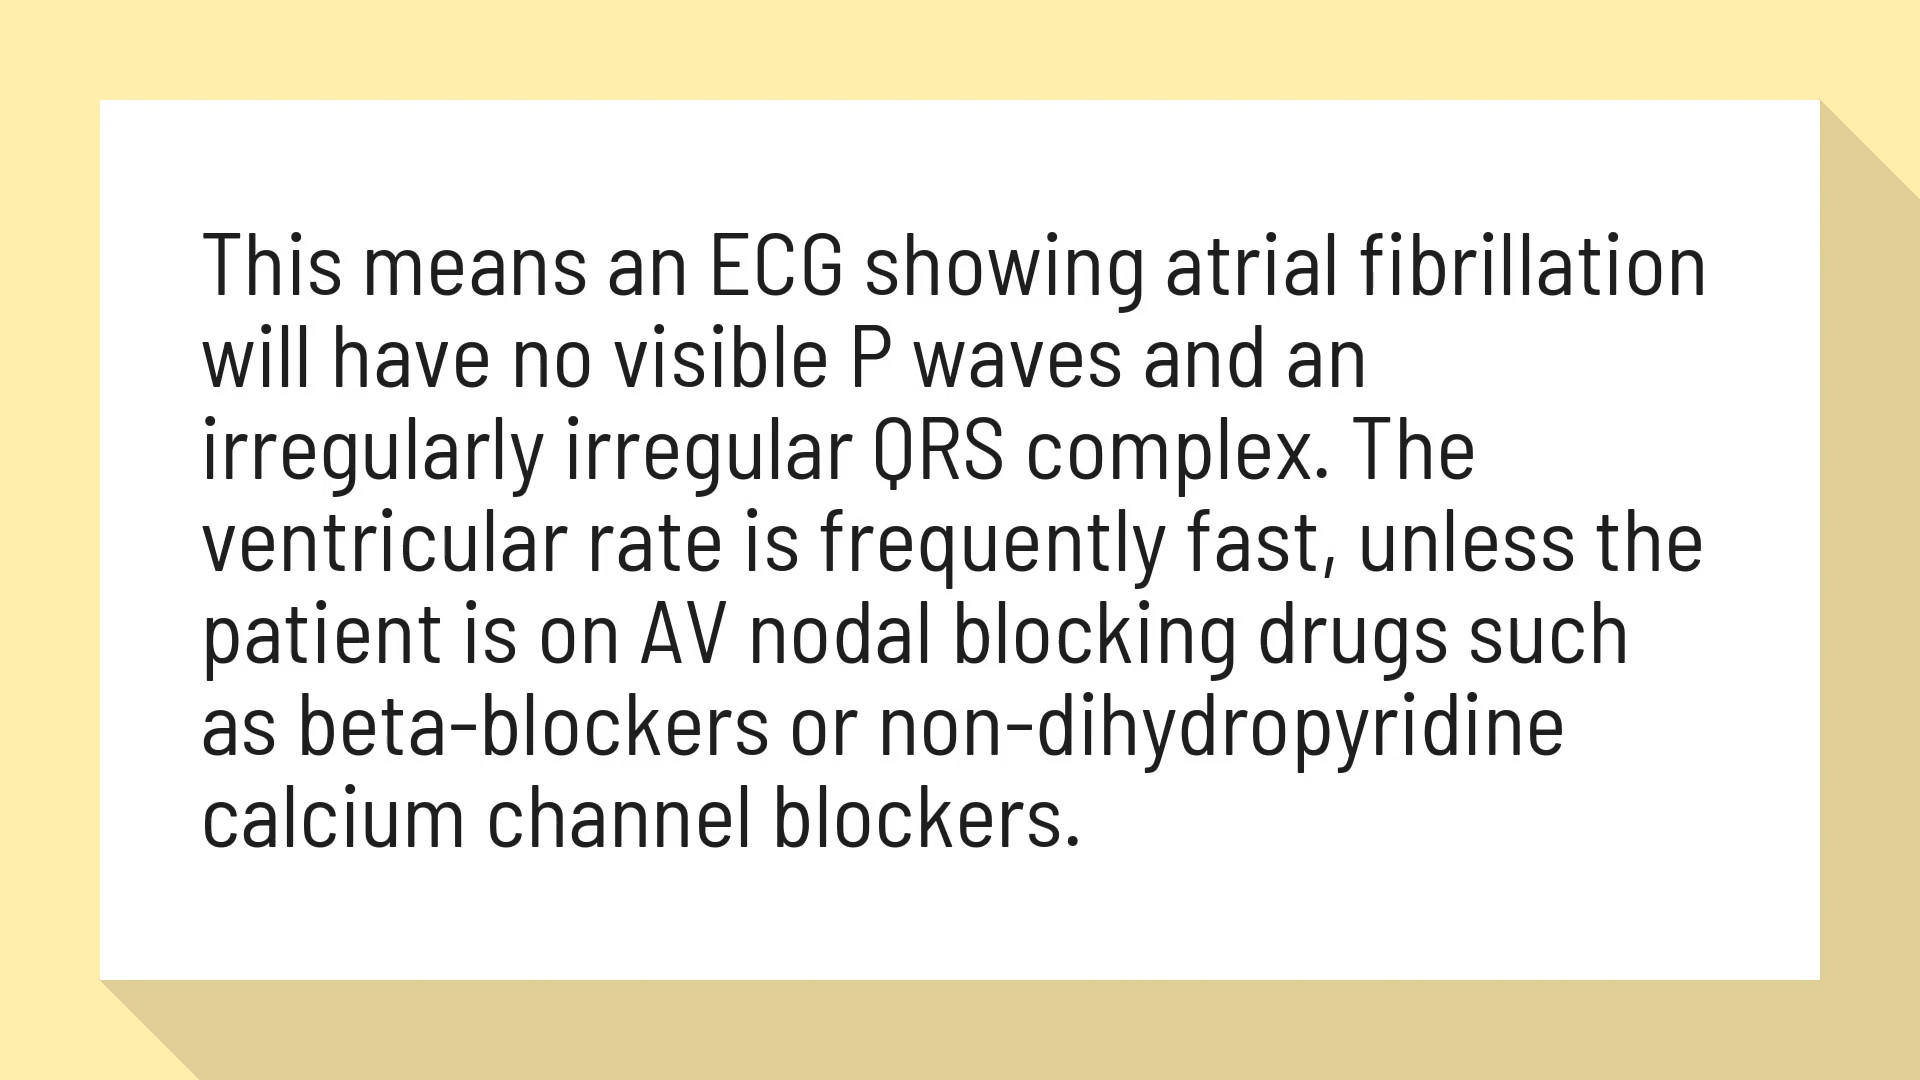 This means an ECG showing atrial fibrillation
will have no visible P waves and an
irregularly irregular QRS complex. The
ventricular rate is frequently fast, unless the
patient is on AV nodal blocking drugs such
as beta-blockers or non-dihydropyridine
calcium channel blockers.